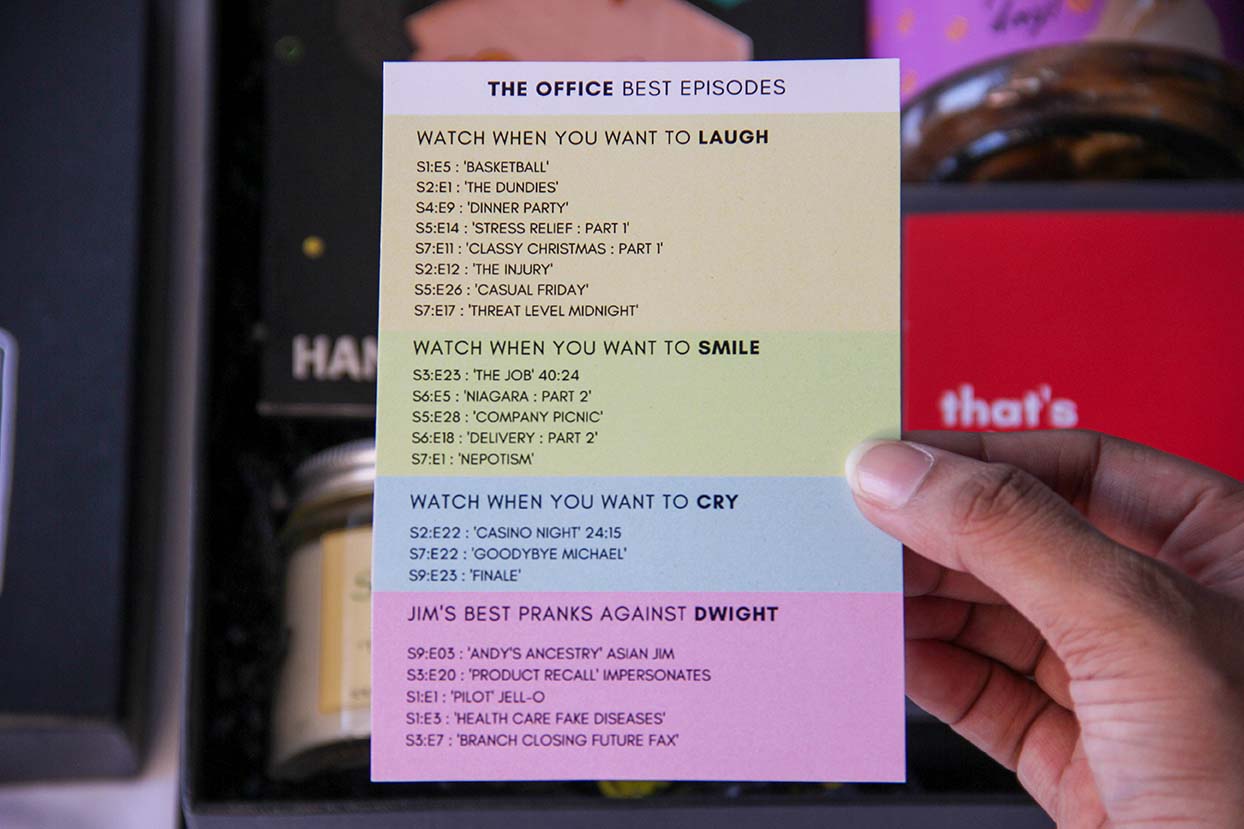 day!
THE OFFICE BEST EPISODES
WATCH WHEN YOU WANT TO LAUGH
S1:E5 : 'BASKETBALL'
S2:E1 : 'THE DUNDIES'
S4:E9 : 'DINNER PARTY'
S5:E14 : 'STRESS RELIEF : PART 1'
S7:E11 : 'CLASSY CHRISTMAS : PART 1'
S2:E12 : 'THE INJURY'
S5:E26 : 'CASUAL FRIDAY'
S7:E17 : 'THREAT LEVEL MIDNIGHT'
WATCH WHEN YOU WANT TO SMILE
S3:E23 : 'THE JOB' 40:24
S6:E5 : 'NIAGARA : PART 2'
S5:E28 : 'COMPANY PICNIC'
S6:E18 : 'DELIVERY : PART 2'
S7:E1 : 'NEPOTISM'
WATCH WHEN YOU WANT TO CRY
S2:E22 : 'CASINO NIGHT' 24:15
S7:E22 : 'GOODYBYE MICHAEL'
S9:E23 : 'FINALE'
JIM'S BEST PRANKS AGAINST DWIGHT
S9:E03 : 'ANDY'S ANCESTRY' ASIAN JIM
S3:E20 : 'PRODUCT RECALL' IMPERSONATES
S1:E1 : 'PILOT' JELL-O
S1:E3 : 'HEALTH CARE FAKE DISEASES'
S3:E7 : 'BRANCH CLOSING FUTURE FAX'
HAN
that's